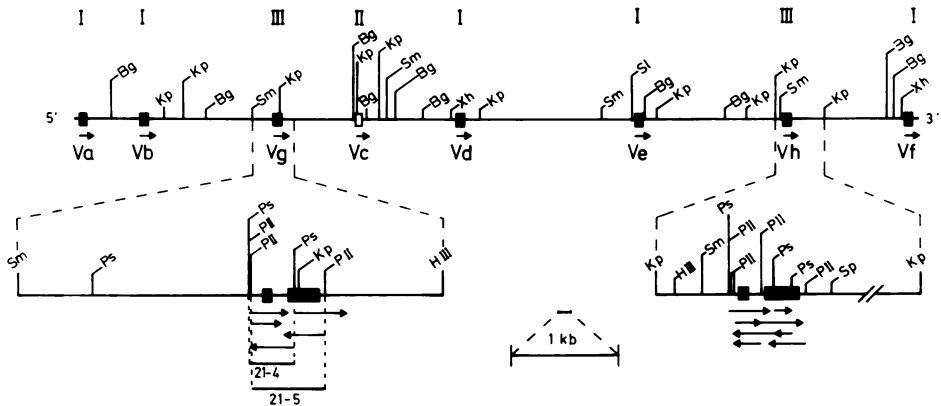 I I III II I I III I
Bg Kp Kp Bg Sm Kp Bg Kp Bg Kp Sm Bg Bg Xh Kp Sm Sl Bg Kp Bg Kp Kp Sm Kp Bg Bg Xh
5' 3'
Va Vb Vg Vc Vd Ve Vh Vf
Sm Ps Ps PII PII Ps Kp PII HIII
Kp HIII Sm Ps PII PII PII Ps Ps PII Sp Kp
1 kb
21-4
21-5